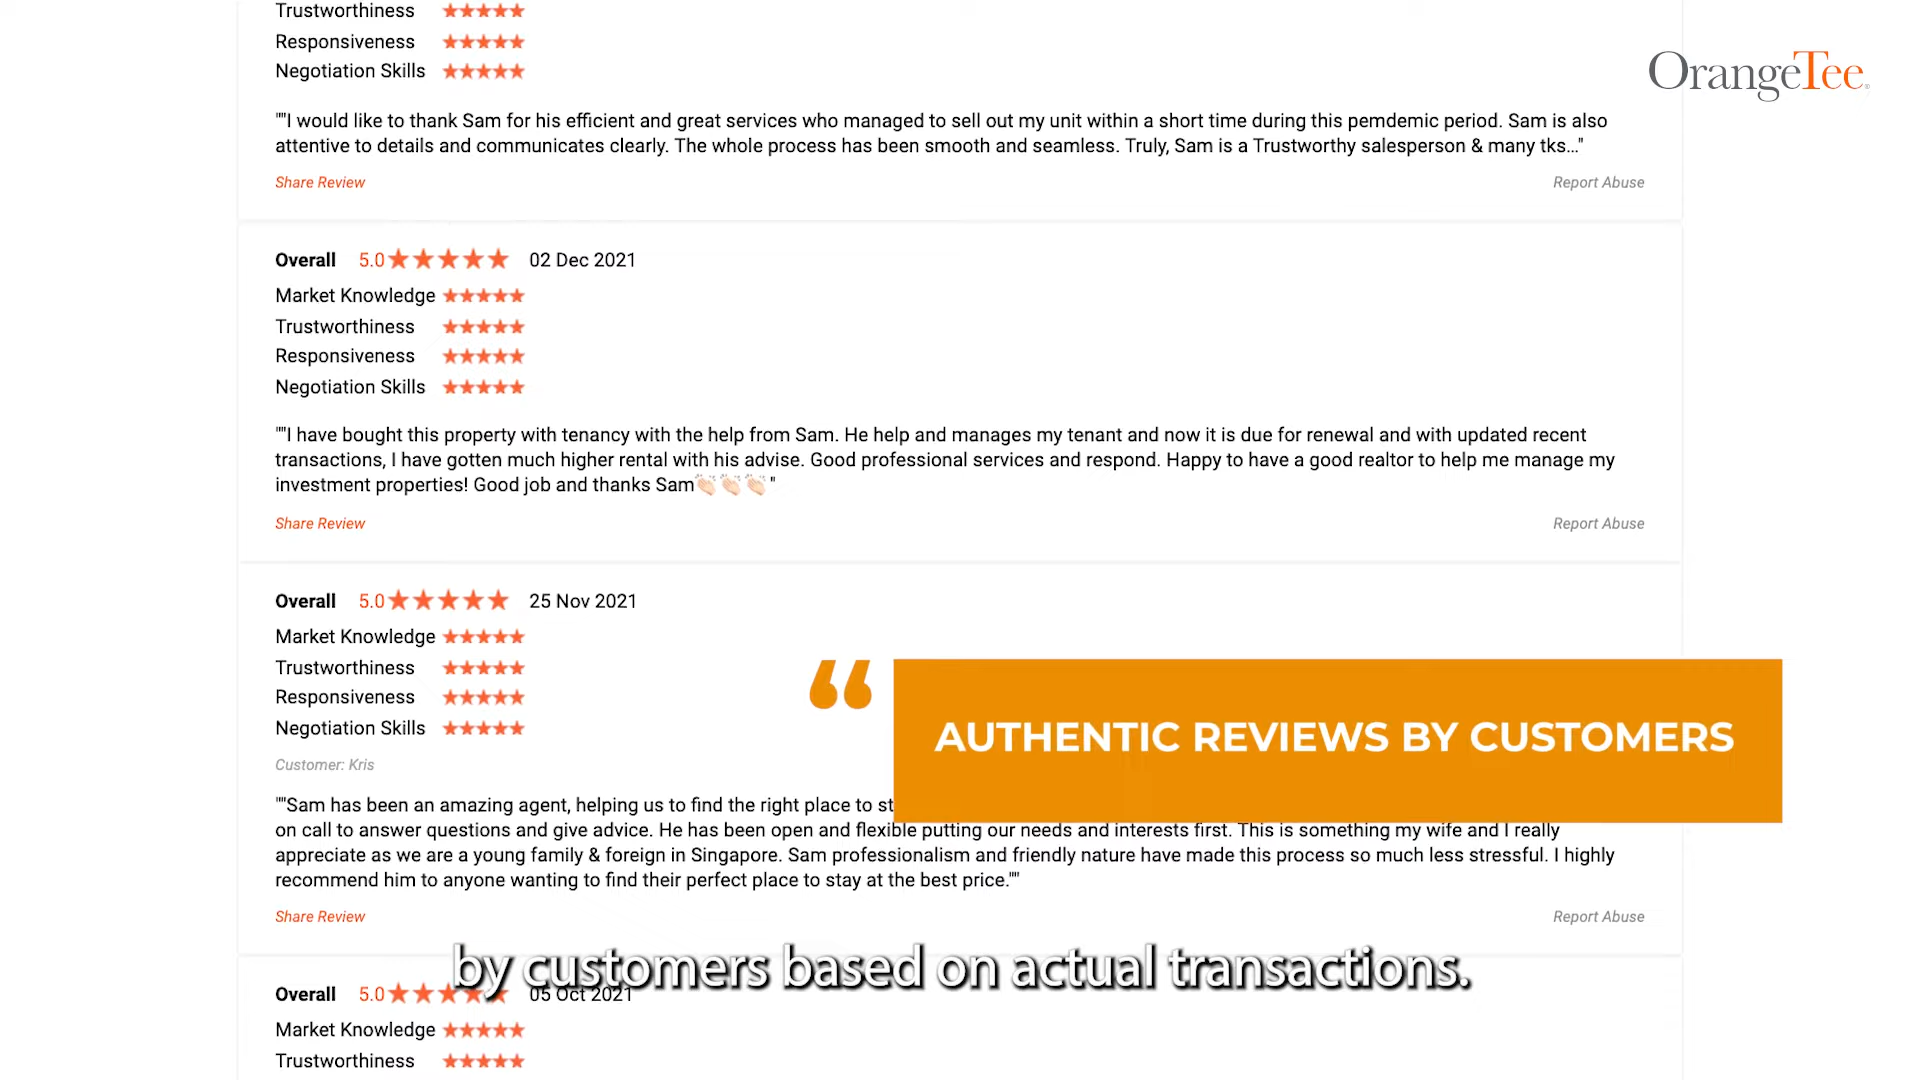 Trustworthiness
Responsiveness
Negotiation Skills
OrangeTee
""I would like to thank Sam for his efficient and great services who managed to sell out my unit within a short time during this pemdemic period. Sam is also
attentive to details and communicates clearly. The whole process has been smooth and seamless. Truly, Sam is a Trustworthy salesperson & many tks..."
Share Review Report Abuse
Overall 5.0 ★★★★★ 02 Dec 2021
Market Knowledge ★★★★★
Trustworthiness ★★★★★
Responsiveness ★★★★★
Negotiation Skills ★★★★★
""I have bought this property with tenancy with the help from Sam. He help and manages my tenant and now it is due for renewal and with updated recent
transactions, I have gotten much higher rental with his advise. Good professional services and respond. Happy to have a good realtor to help me manage my
investment properties! Good job and thanks Sam👏🏻👏🏻👏🏻"
Share Review Report Abuse
Overall 5.0 ★★★★★ 25 Nov 2021
Market Knowledge ★★★★★
Trustworthiness ★★★★★
Responsiveness ★★★★★
Negotiation Skills ★★★★★
Customer: Kris
“ AUTHENTIC REVIEWS BY CUSTOMERS
""Sam has been an amazing agent, helping us to find the right place to
on call to answer questions and give advice. He has been open and flexible putting our needs and interests first. This is something my wife and I really
appreciate as we are a young family & foreign in Singapore. Sam professionalism and friendly nature have made this process so much less stressful. I highly
recommend him to anyone wanting to find their perfect place to stay at the best price.""
Share Review Report Abuse
by customers based on actual transactions.
Overall 5.0 ★★★★★ 05 Oct 2021
Market Knowledge ★★★★★
Trustworthiness ★★★★★